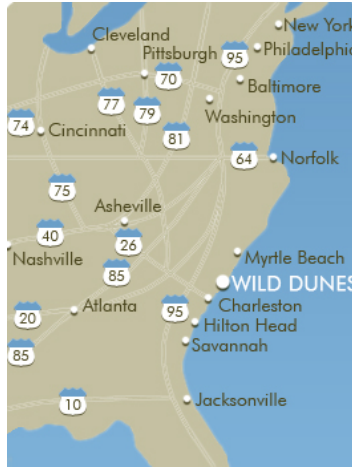 New York
Cleveland
Philadelphia
Pittsburgh
95
70
Baltimore
77
79
Washington
74
Cincinnati
81
64
Norfolk
75
Asheville
40
26
Nashville
Myrtle Beach
85
WILD DUNES
Atlanta
95
Charleston
20
Hilton Head
85
Savannah
10
Jacksonville